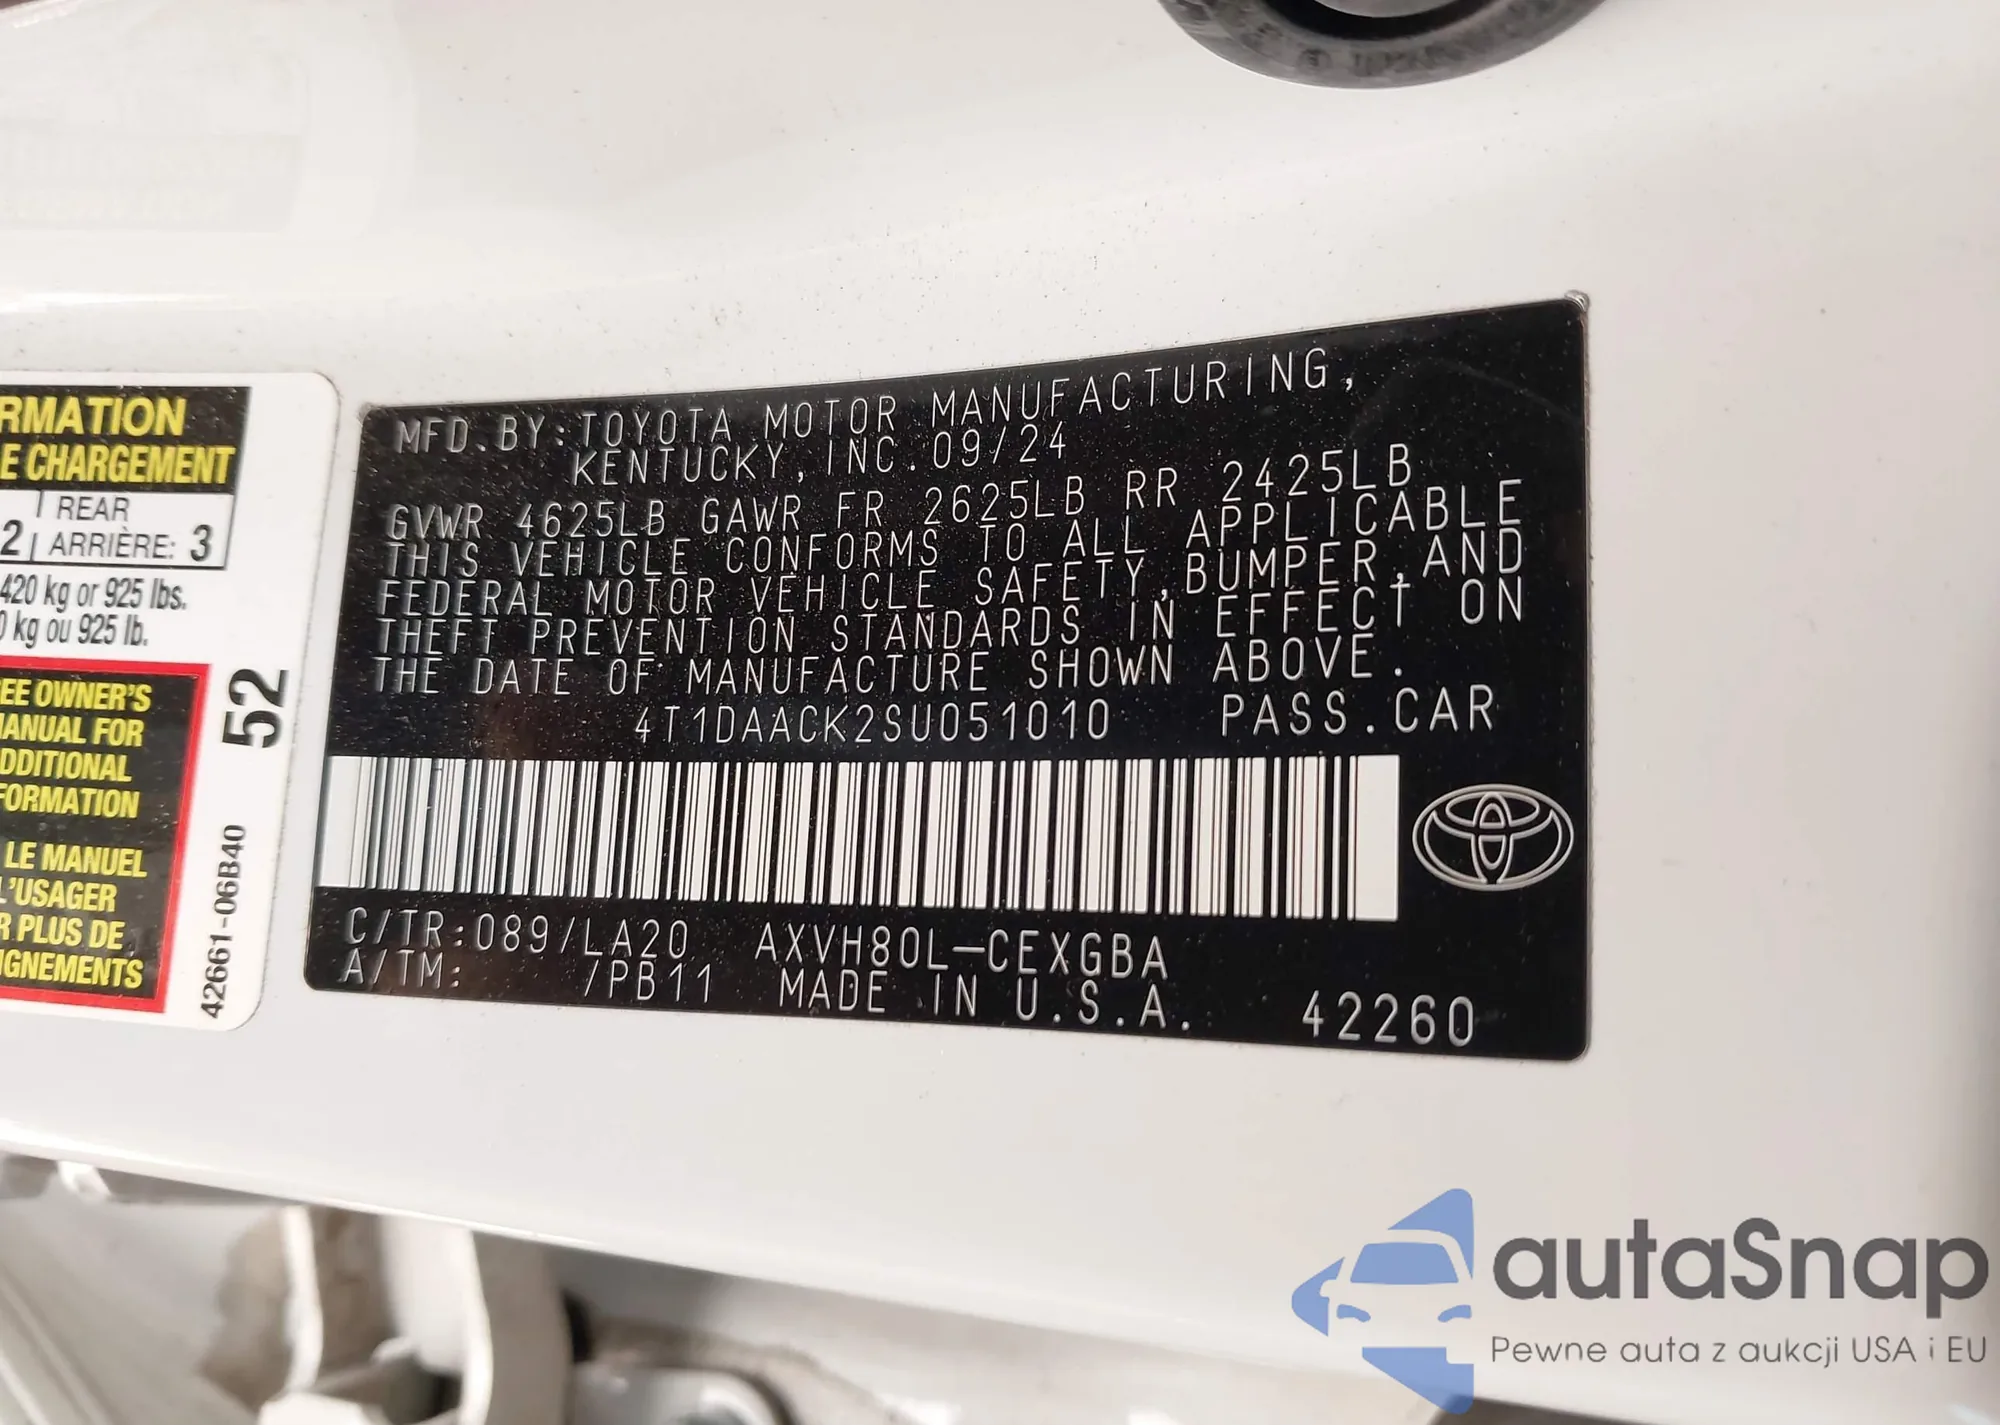 RMATION
E CHARGEMENT
REAR
2 ARRIÈRE: 3
420 kg or 925 lbs.
0 kg ou 925 lb.
EE OWNER'S
MANUAL FOR
DDITIONAL
FORMATION
LE MANUEL
L'USAGER
R PLUS DE
IGNEMENTS
52
42661-06B40
MFD.BY:TOYOTA MOTOR MANUFACTURING,
KENTUCKY, INC. 09/24
GVWR 4625LB GAWR FR 2625LB RR 2425LB
THIS VEHICLE CONFORMS TO ALL APPLICABLE
FEDERAL MOTOR VEHICLE SAFETY,BUMPER,AND
THEFT PREVENTION STANDARDS IN EFFECT ON
THE DATE OF MANUFACTURE SHOWN ABOVE.
4T1DAACK2SU051010 PASS.CAR
C/TR:089/LA20 AXVH80L-CEXGBA
A/TM: /PB11 MADE IN U.S.A. 42260
autaSnap
Pewne auta z aukcji USA i EU